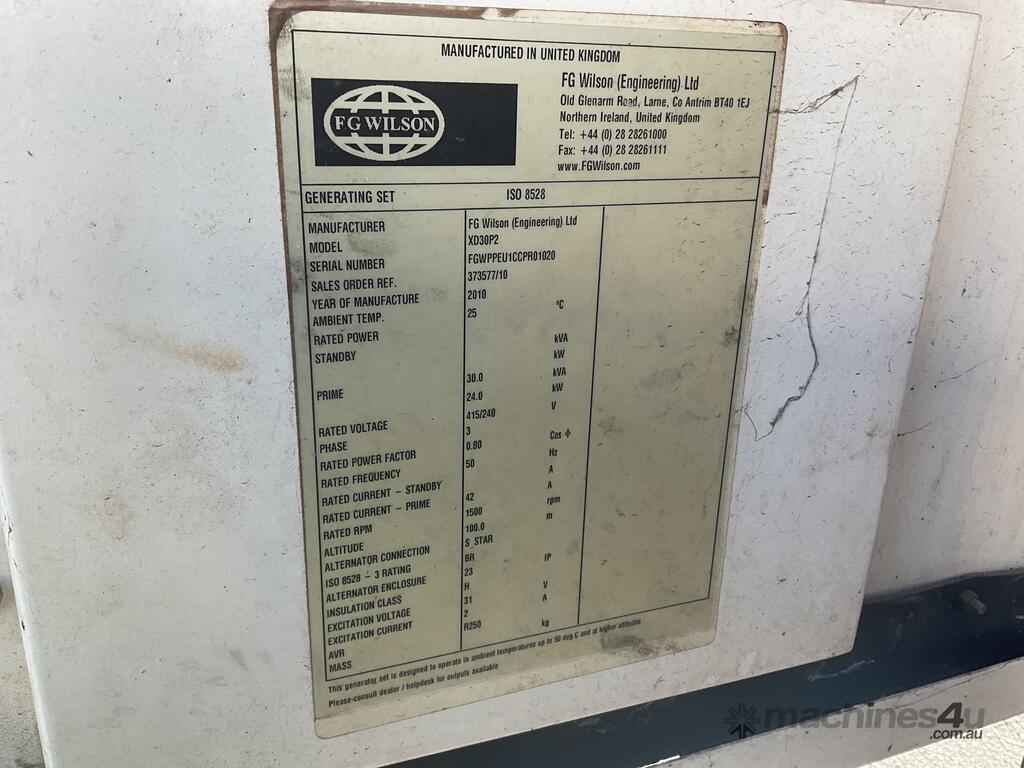 MANUFACTURED IN UNITED KINGDOM
FG WILSON
FG Wilson (Engineering) Ltd
Old Glenarm Road, Larne, Co Antrim BT40 1EJ
Northern Ireland, United Kingdom
Tel: +44 (0) 28 28261000
Fax: +44 (0) 28 28261111
www.FGWilson.com
GENERATING SET ISO 8528
MANUFACTURER FG Wilson (Engineering) Ltd
MODEL XD30P2
SERIAL NUMBER FGWPPEU1CCPR01020
SALES ORDER REF. 373577/10
YEAR OF MANUFACTURE 2010
AMBIENT TEMP. 25 ºC
RATED POWER
STANDBY kVA
kW
PRIME 30.0 kVA
24.0 kW
RATED VOLTAGE 415/240 V
PHASE 3
RATED POWER FACTOR 0.80 Cos ϕ
RATED FREQUENCY 50 Hz
RATED CURRENT - STANDBY A
RATED CURRENT - PRIME 42 A
RATED RPM 1500 rpm
ALTITUDE 100.0 m
ALTERNATOR CONNECTION S_STAR
ISO 8528 - 3 RATING BR
ALTERNATOR ENCLOSURE 23 IP
INSULATION CLASS H
EXCITATION VOLTAGE 31 V
EXCITATION CURRENT 2 A
AVR R250
MASS kg
This generator set is designed to operate in ambient temperatures up to 50 deg C and at higher altitudes
Please-consult dealer / helpdesk for outputs available
machines4u
.com.au